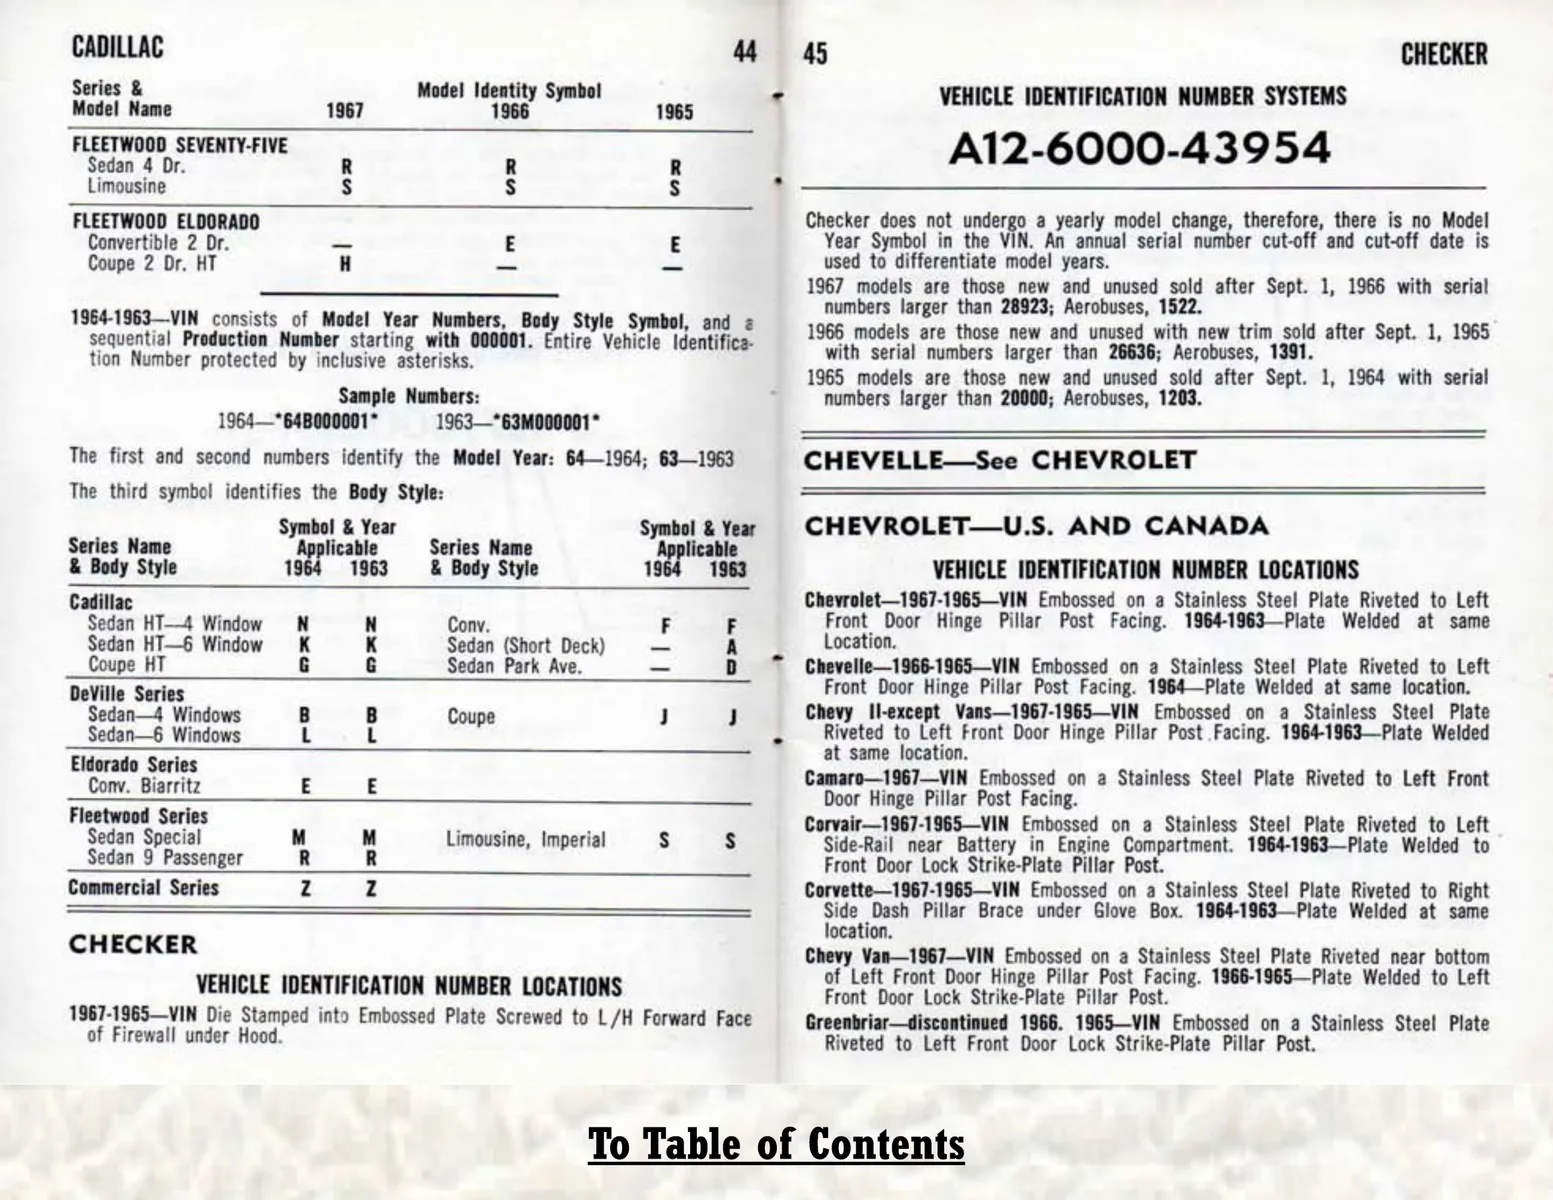 CADILLAC 44
Series & Model Identity Symbol
Model Name 1967 1966 1965
FLEETWOOD SEVENTY-FIVE
Sedan 4 Dr. R R R
Limousine S S S
FLEETWOOD ELDORADO
Convertible 2 Dr. — E E
Coupe 2 Dr. HT H — —
1964-1963—VIN consists of Model Year Numbers, Body Style Symbol, and a
sequential Production Number starting with 000001. Entire Vehicle Identifica-
tion Number protected by inclusive asterisks.
Sample Numbers:
1964—*64B000001* 1963—*63M000001*
The first and second numbers identify the Model Year: 64—1964; 63—1963
The third symbol identifies the Body Style:
Symbol & Year Symbol & Year
Series Name Applicable Series Name Applicable
& Body Style 1964 1963 & Body Style 1964 1963
Cadillac
Sedan HT—4 Window N N Conv. F F
Sedan HT—6 Window K K Sedan (Short Deck) — A
Coupe HT G G Sedan Park Ave. — D
DeVille Series
Sedan—4 Windows B B Coupe J J
Sedan—6 Windows L L
Eldorado Series
Conv. Biarritz E E
Fleetwood Series
Sedan Special M M Limousine, Imperial S S
Sedan 9 Passenger R R
Commercial Series Z Z
CHECKER
VEHICLE IDENTIFICATION NUMBER LOCATIONS
1967-1965—VIN Die Stamped into Embossed Plate Screwed to L/H Forward Face
of Firewall under Hood.
45 CHECKER
VEHICLE IDENTIFICATION NUMBER SYSTEMS
A12-6000-43954
Checker does not undergo a yearly model change, therefore, there is no Model
Year Symbol in the VIN. An annual serial number cut-off and cut-off date is
used to differentiate model years.
1967 models are those new and unused sold after Sept. 1, 1966 with serial
numbers larger than 28923; Aerobuses, 1522.
1966 models are those new and unused with new trim sold after Sept. 1, 1965
with serial numbers larger than 26636; Aerobuses, 1391.
1965 models are those new and unused sold after Sept. 1, 1964 with serial
numbers larger than 20000; Aerobuses, 1203.
CHEVELLE—See CHEVROLET
CHEVROLET—U.S. AND CANADA
VEHICLE IDENTIFICATION NUMBER LOCATIONS
Chevrolet—1967-1965—VIN Embossed on a Stainless Steel Plate Riveted to Left
Front Door Hinge Pillar Post Facing. 1964-1963—Plate Welded at same
Location.
Chevelle—1966-1965—VIN Embossed on a Stainless Steel Plate Riveted to Left
Front Door Hinge Pillar Post Facing. 1964—Plate Welded at same location.
Chevy II-except Vans—1967-1965—VIN Embossed on a Stainless Steel Plate
Riveted to Left Front Door Hinge Pillar Post Facing. 1964-1963—Plate Welded
at same location.
Camaro—1967—VIN Embossed on a Stainless Steel Plate Riveted to Left Front
Door Hinge Pillar Post Facing.
Corvair—1967-1965—VIN Embossed on a Stainless Steel Plate Riveted to Left
Side-Rail near Battery in Engine Compartment. 1964-1963—Plate Welded to
Front Door Lock Strike-Plate Pillar Post.
Corvette—1967-1965—VIN Embossed on a Stainless Steel Plate Riveted to Right
Side Dash Pillar Brace under Glove Box. 1964-1963—Plate Welded at same
location.
Chevy Van—1967—VIN Embossed on a Stainless Steel Plate Riveted near bottom
of Left Front Door Hinge Pillar Post Facing. 1966-1965—Plate Welded to Left
Front Door Lock Strike-Plate Pillar Post.
Greenbriar—discontinued 1966. 1965—VIN Embossed on a Stainless Steel Plate
Riveted to Left Front Door Lock Strike-Plate Pillar Post.
To Table of Contents